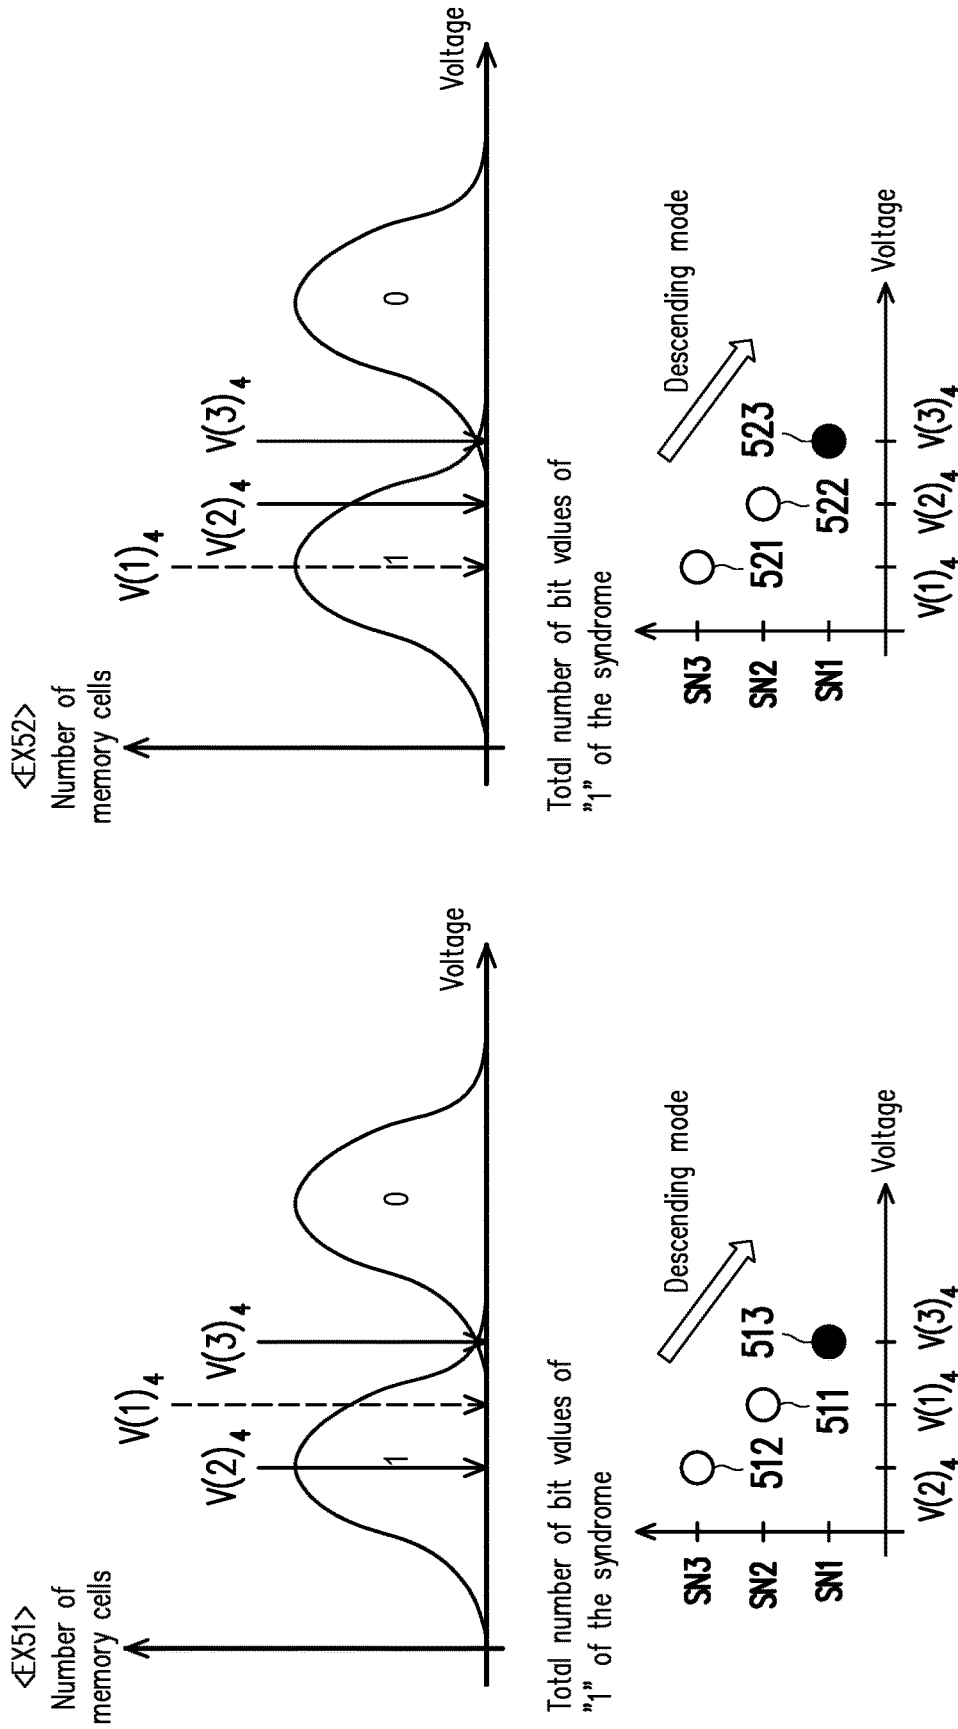 <EX51>
Number of
memory cells
V(1)₄
V(2)₄
V(3)₄
1
0
Voltage
Total number of bit values of
"1" of the syndrome
SN3
SN2
SN1
512
511
513
Descending mode
V(2)₄
V(1)₄
V(3)₄
Voltage
<EX52>
Number of
memory cells
V(1)₄
V(2)₄
V(3)₄
1
0
Voltage
Total number of bit values of
"1" of the syndrome
SN3
SN2
SN1
521
522
523
Descending mode
V(1)₄
V(2)₄
V(3)₄
Voltage